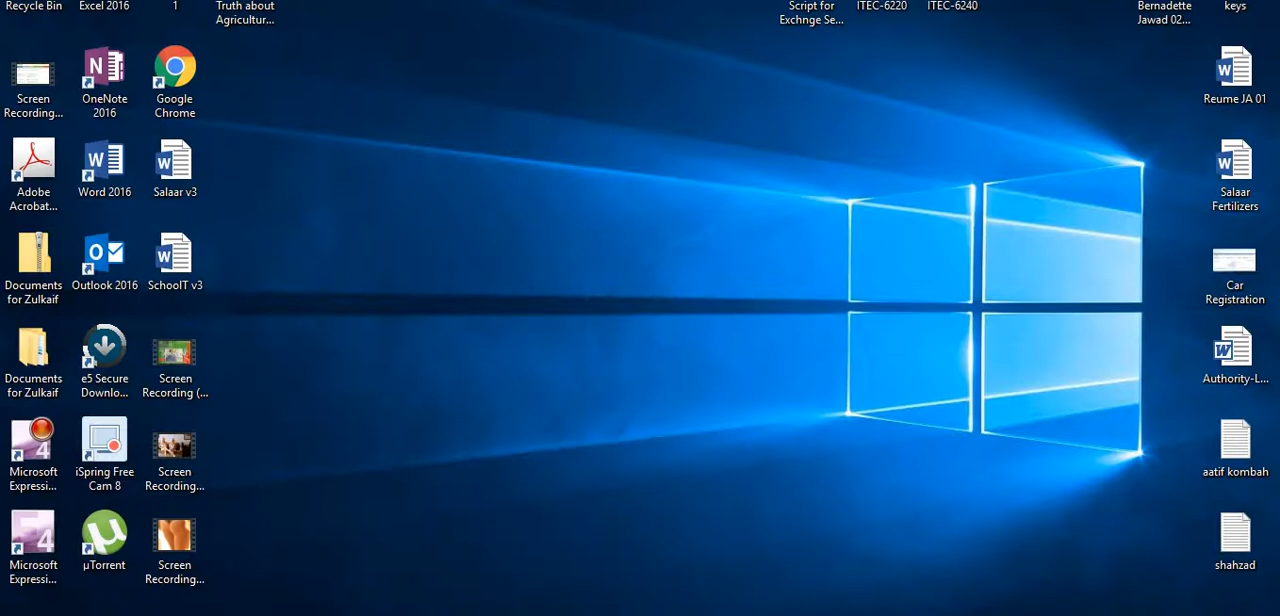 Recycle Bin
Excel 2016
1
Truth about
Agricultur...
Script for
Exchnge Se...
ITEC-6220
ITEC-6240
Bernadette
Jawad 02...
keys
Screen
Recording...
OneNote
2016
Google
Chrome
Reume JA 01
Adobe
Acrobat...
Word 2016
Salaar v3
Salaar
Fertilizers
Documents
for Zulkaif
Outlook 2016
SchoolT v3
Car
Registration
Documents
for Zulkaif
e5 Secure
Downlo...
Screen
Recording (...
Authority-L...
Microsoft
Expressi...
iSpring Free
Cam 8
Screen
Recording...
aatif kombah
Microsoft
Expressi...
µTorrent
Screen
Recording...
shahzad